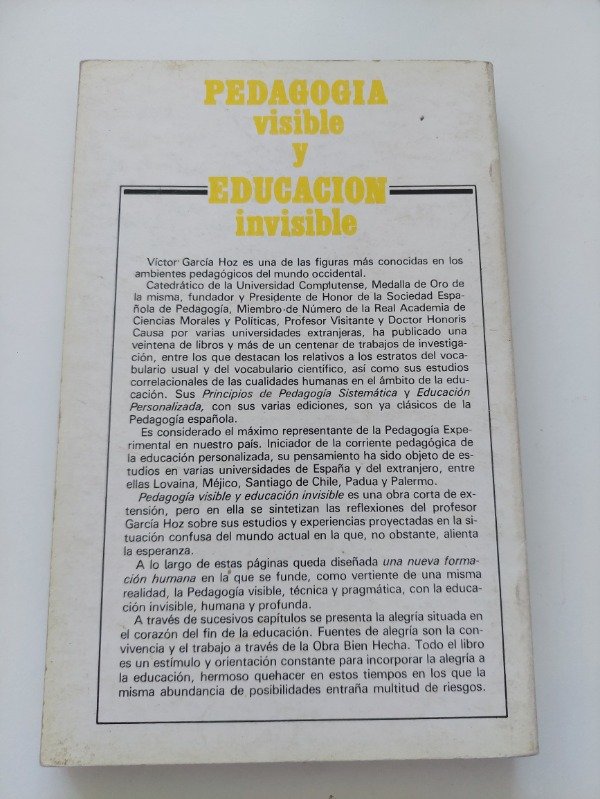 PEDAGOGIA
visible
y
EDUCACION
invisible
Víctor García Hoz es una de las figuras más conocidas en los
ambientes pedagógicos del mundo occidental.
Catedrático de la Universidad Complutense, Medalla de Oro de
la misma, fundador y Presidente de Honor de la Sociedad Espa-
ñola de Pedagogía, Miembro de Número de la Real Academia de
Ciencias Morales y Políticas, Profesor Visitante y Doctor Honoris
Causa por varias universidades extranjeras, ha publicado una
veintena de libros y más de un centenar de trabajos de investiga-
ción, entre los que destacan los relativos a los estratos del voca-
bulario usual y del vocabulario científico, así como sus estudios
correlacionales de las cualidades humanas en el ámbito de la edu-
cación. Sus Principios de Pedagogía Sistemática y Educación
Personalizada, con sus varias ediciones, son ya clásicos de la
Pedagogía española.
Es considerado el máximo representante de la Pedagogía Expe-
rimental en nuestro país. Iniciador de la corriente pedagógica de
la educación personalizada, su pensamiento ha sido objeto de es-
tudios en varias universidades de España y del extranjero, entre
ellas Lovaina, Méjico, Santiago de Chile, Padua y Palermo.
Pedagogía visible y educación invisible es una obra corta de ex-
tensión, pero en ella se sintetizan las reflexiones del profesor
García Hoz sobre sus estudios y experiencias proyectadas en la si-
tuación confusa del mundo actual en la que, no obstante, alienta
la esperanza.
A lo largo de estas páginas queda diseñada una nueva forma-
ción humana en la que se funde, como vertiente de una misma
realidad, la Pedagogía visible, técnica y pragmática, con la educa-
ción invisible, humana y profunda.
A través de sucesivos capítulos se presenta la alegría situada en
el corazón del fin de la educación. Fuentes de alegría son la con-
vivencia y el trabajo a través de la Obra Bien Hecha. Todo el libro
es un estímulo y orientación constante para incorporar la alegría a
la educación, hermoso quehacer en estos tiempos en los que la
misma abundancia de posibilidades entraña multitud de riesgos.